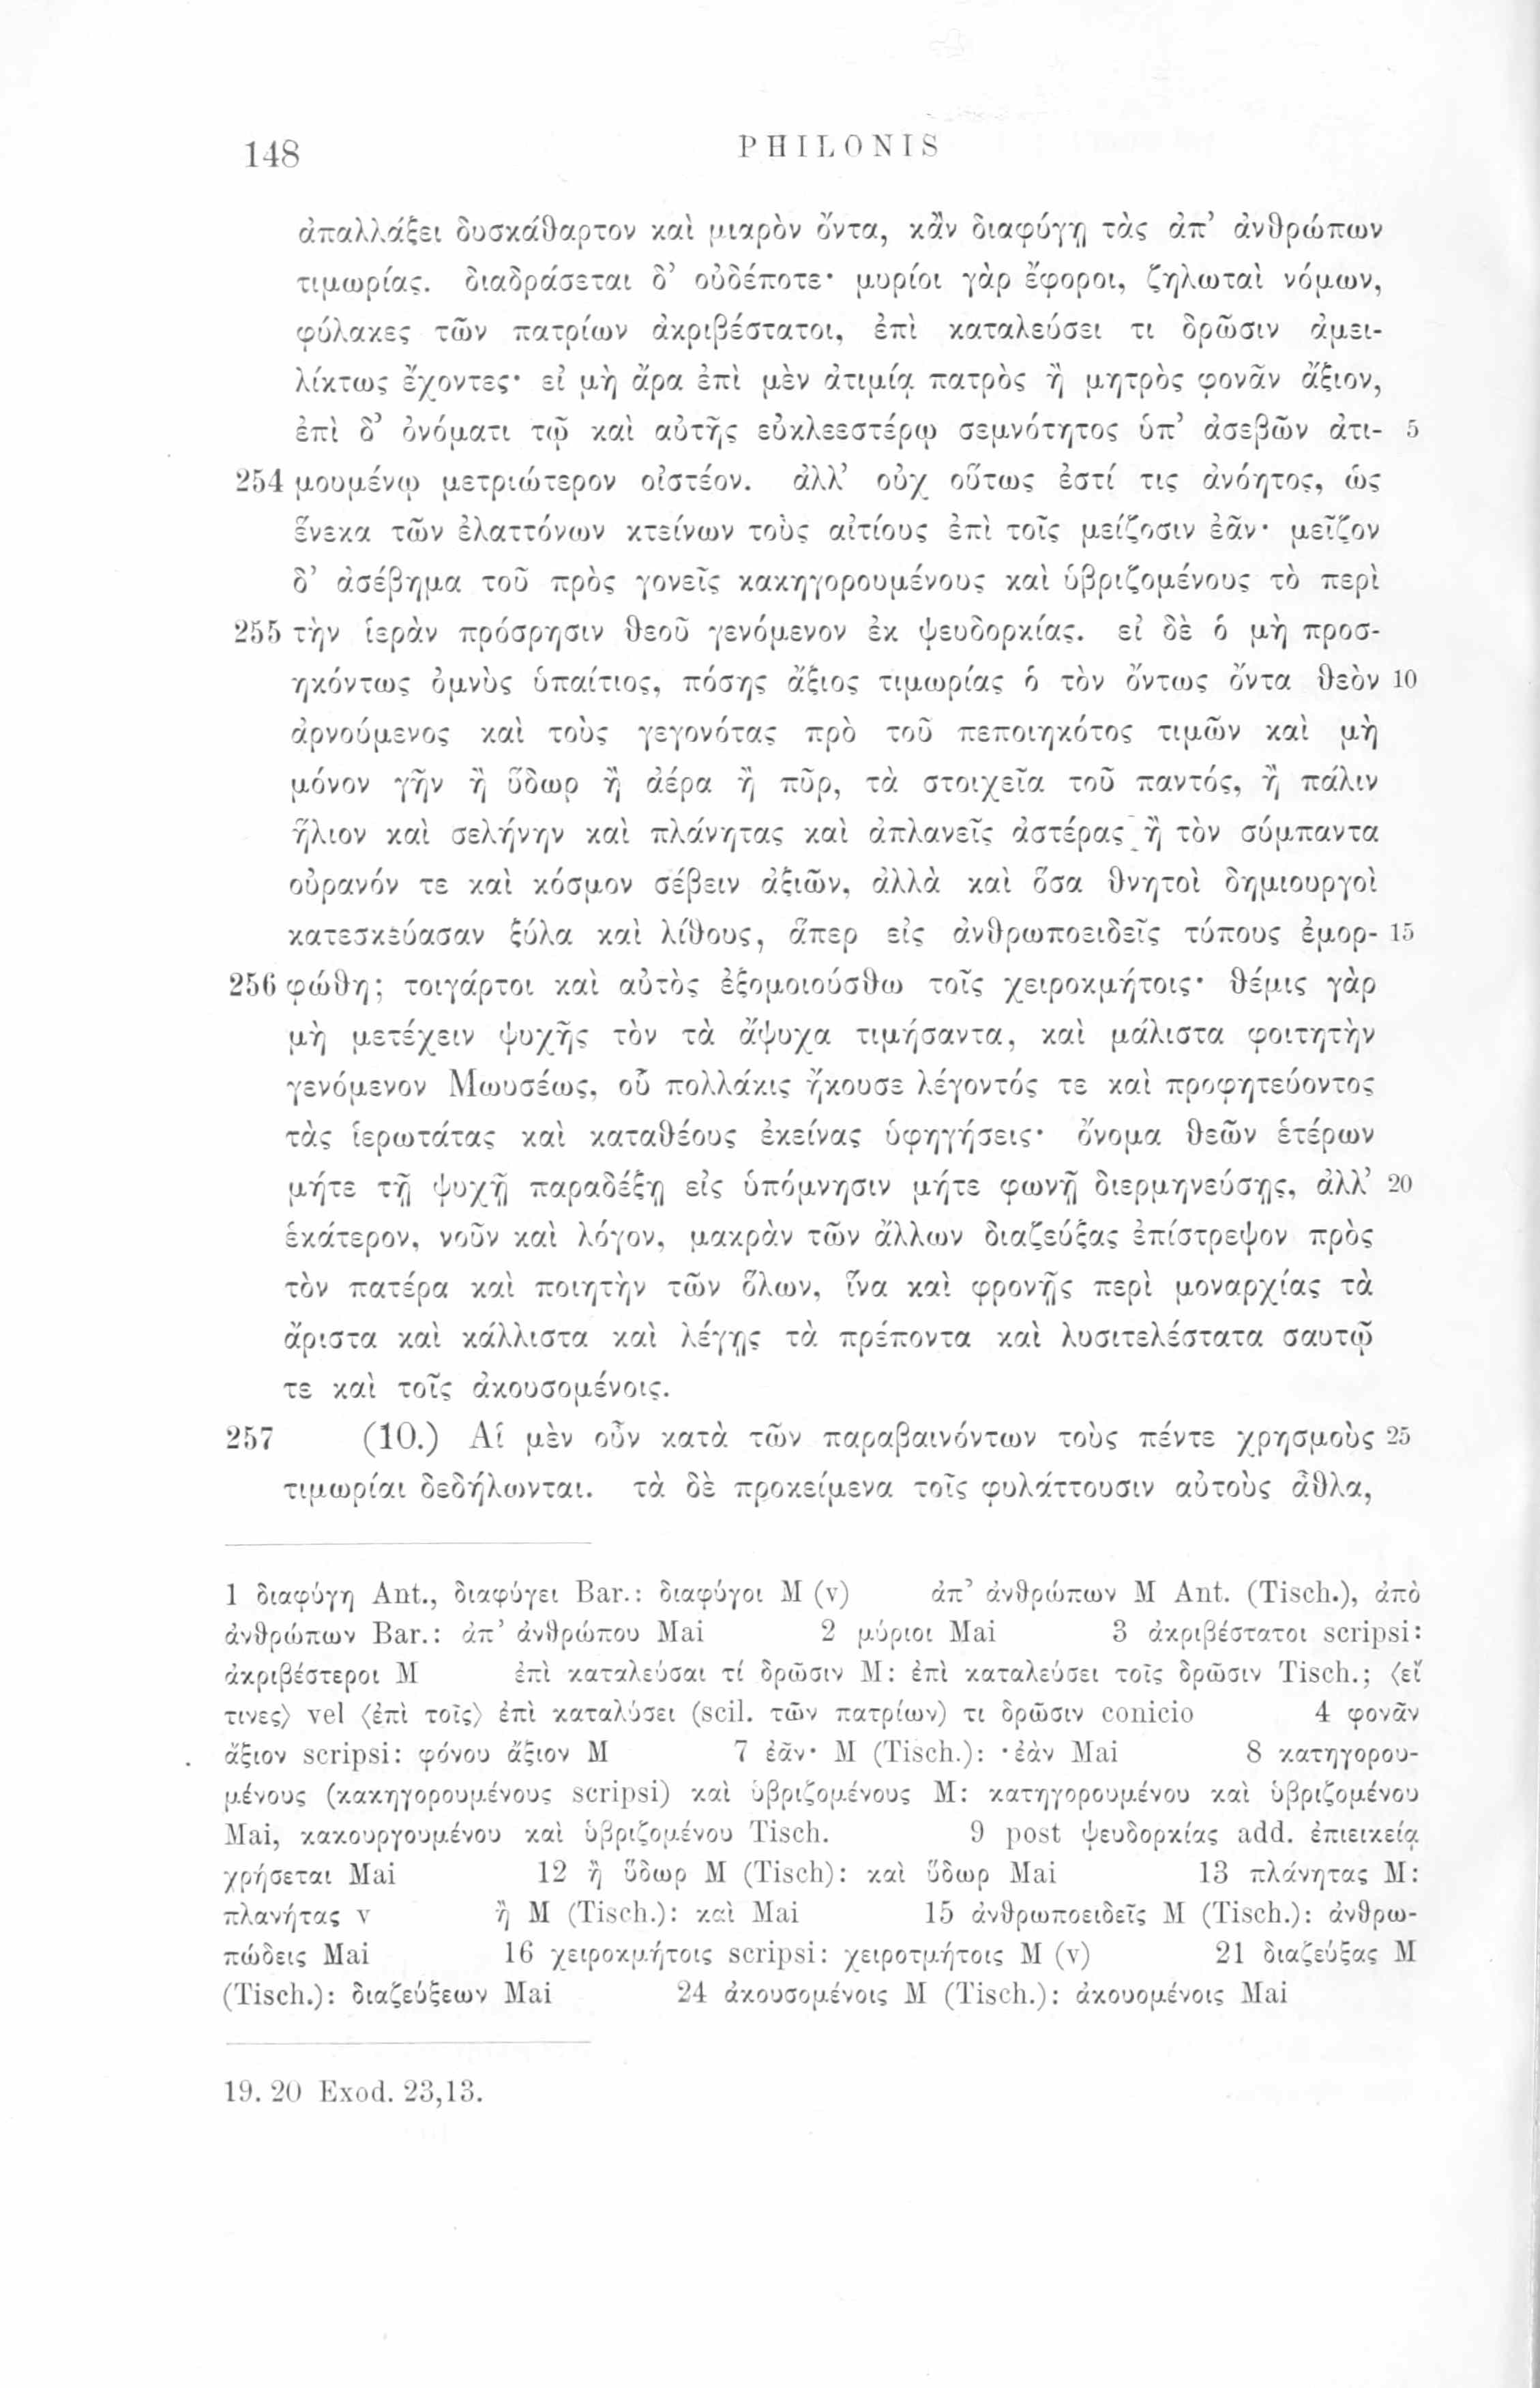 148 PHILONIS
ἀπαλλάξει δυσκάθαρτον καὶ μιαρὸν ὄντα, κἂν διαφύγῃ τὰς ἀπ’ ἀνθρώπων
τιμωρίας. διαδράσεται δ’ οὐδέποτε· μυρίοι γὰρ ἔφοροι, ζηλωταὶ νόμων,
φύλακες τῶν πατρίων ἀκριβέστατοι, ἐπὶ καταλεύσει τι δρῶσιν ἀμει-
λίκτως ἔχοντες· εἰ μὴ ἄρα ἐπὶ μὲν ἀτιμίᾳ πατρὸς ἢ μητρὸς φονᾶν ἄξιον,
ἐπὶ δ’ ὀνόματι τῷ καὶ αὐτῆς εὐκλεεστέρῳ σεμνότητος ὑπ’ ἀσεβῶν ἀτι- 5
254 μουμένῳ μετριώτερον οἰστέον. ἀλλ’ οὐχ οὕτως ἐστί τις ἀνόητος, ὡς
ἕνεκα τῶν ἐλαττόνων κτείνων τοὺς αἰτίους ἐπὶ τοῖς μείζοσιν ἐᾶν· μεῖζον
δ’ ἀσέβημα τοῦ πρὸς γονεῖς κακηγορουμένους καὶ ὑβριζομένους τὸ περὶ
255 τὴν ἱερὰν πρόσρησιν θεοῦ γενόμενον ἐκ ψευδορκίας. εἰ δὲ ὁ μὴ προσ-
ηκόντως ὀμνὺς ὑπαίτιος, πόσης ἄξιος τιμωρίας ὁ τὸν ὄντως ὄντα θεὸν 10
ἀρνούμενος καὶ τοὺς γεγονότας πρὸ τοῦ πεποιηκότος τιμῶν καὶ μὴ
μόνον γῆν ἢ ὕδωρ ἢ ἀέρα ἢ πῦρ, τὰ στοιχεῖα τοῦ παντός, ἢ πάλιν
ἥλιον καὶ σελήνην καὶ πλάνητας καὶ ἀπλανεῖς ἀστέρας ἢ τὸν σύμπαντα
οὐρανόν τε καὶ κόσμον σέβειν ἀξιῶν, ἀλλὰ καὶ ὅσα θνητοὶ δημιουργοὶ
κατεσκεύασαν ξύλα καὶ λίθους, ἅπερ εἰς ἀνθρωποειδεῖς τύπους ἐμορ- 15
256 φώθη; τοιγάρτοι καὶ αὐτὸς ἐξομοιούσθω τοῖς χειροκμήτοις· θέμις γὰρ
μὴ μετέχειν ψυχῆς τὸν τὰ ἄψυχα τιμήσαντα, καὶ μάλιστα φοιτητὴν
γενόμενον Μωυσέως, οὗ πολλάκις ἤκουσε λέγοντός τε καὶ προφητεύοντος
τὰς ἱερωτάτας καὶ καταθέους ἐκείνας ὑφηγήσεις· ὄνομα θεῶν ἑτέρων
μήτε τῇ ψυχῇ παραδέξῃ εἰς ὑπόμνησιν μήτε φωνῇ διερμηνεύσῃς, ἀλλ’ 20
ἑκάτερον, νοῦν καὶ λόγον, μακρὰν τῶν ἄλλων διαζεύξας ἐπίστρεψον πρὸς
τὸν πατέρα καὶ ποιητὴν τῶν ὅλων, ἵνα καὶ φρονῇς περὶ μοναρχίας τὰ
ἄριστα καὶ κάλλιστα καὶ λέγῃς τὰ πρέποντα καὶ λυσιτελέστατα σαυτῷ
τε καὶ τοῖς ἀκουσομένοις.
257 (10.) Αἱ μὲν οὖν κατὰ τῶν παραβαινόντων τοὺς πέντε χρησμοὺς 25
τιμωρίαι δεδήλωνται. τὰ δὲ προκείμενα τοῖς φυλάττουσιν αὐτοὺς ἆθλα,
1 διαφύγη Ant., διαφύγει Bar.: διαφύγοι M (v) ἀπ’ ἀνθρώπων M Ant. (Tisch.), ἀπὸ
ἀνθρώπων Bar.: ἀπ’ ἀνθρώπου Mai 2 μύριοι Mai 3 ἀκριβέστατοι scripsi:
ἀκριβέστεροι M ἐπὶ καταλεύσαι τί δρῶσιν M: ἐπὶ καταλεύσει τοῖς δρῶσιν Tisch.; ⟨εἴ
τινες⟩ vel ⟨ἐπὶ τοῖς⟩ ἐπὶ καταλύσει (scil. τῶν πατρίων) τι δρῶσιν conicio 4 φονᾶν
ἄξιον scripsi: φόνου ἄξιον M 7 ἐᾶν· M (Tisch.): ·ἐὰν Mai 8 κατηγορου-
μένους (κακηγορουμένους scripsi) καὶ ὑβριζομένους M: κατηγορουμένου καὶ ὑβριζομένου
Mai, κακουργουμένου καὶ ὑβριζομένου Tisch. 9 post ψευδορκίας add. ἐπιεικείᾳ
χρήσεται Mai 12 ἢ ὕδωρ M (Tisch): καὶ ὕδωρ Mai 13 πλάνητας M:
πλανήτας v ἢ M (Tisch.): καὶ Mai 15 ἀνθρωποειδεῖς M (Tisch.): ἀνθρω-
πώδεις Mai 16 χειροκμήτοις scripsi: χειροτμήτοις M (v) 21 διαζεύξας M
(Tisch.): διαζεύξεων Mai 24 ἀκουσομένοις M (Tisch.): ἀκουομένοις Mai
19. 20 Exod. 23,13.